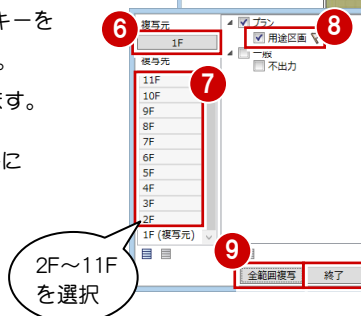 キーを
。
ます。
に
6
複写元
1F
複写先
7
11F
10F
9F
8F
7F
6F
5F
4F
3F
2F
1F (複写元)
8
プラン
用途区画
一般
不出力
9
全範囲複写
終了
2F～11F
を選択